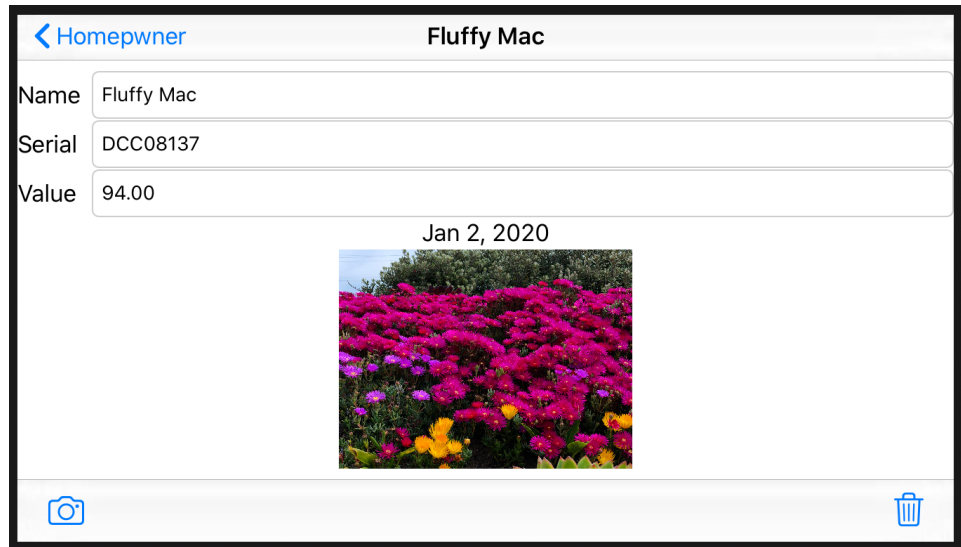 Homepwner
Fluffy Mac
Name Fluffy Mac
Serial DCC08137
Value 94.00
Jan 2, 2020